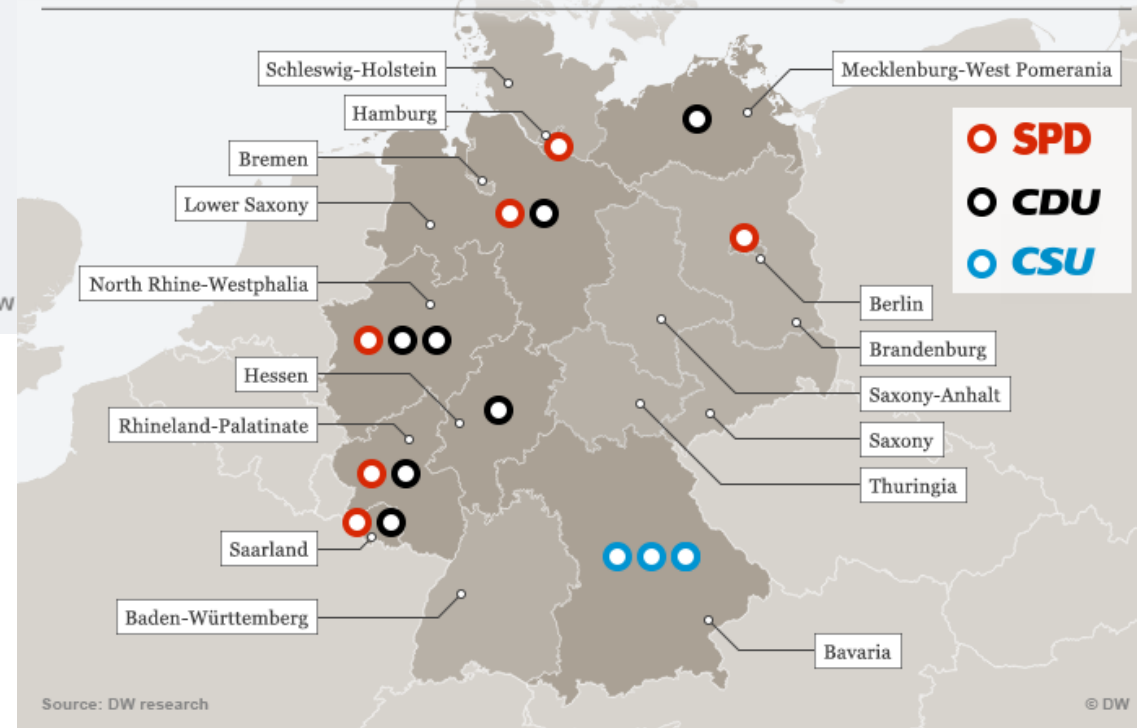 Schleswig-Holstein
Mecklenburg-West Pomerania
Hamburg
SPD
Bremen
CDU
Lower Saxony
CSU
North Rhine-Westphalia
W
Berlin
Brandenburg
Hessen
Saxony-Anhalt
Rhineland-Palatinate
Saxony
Thuringia
Saarland
Baden-Württemberg
Bavaria
Source: DW research
© DW